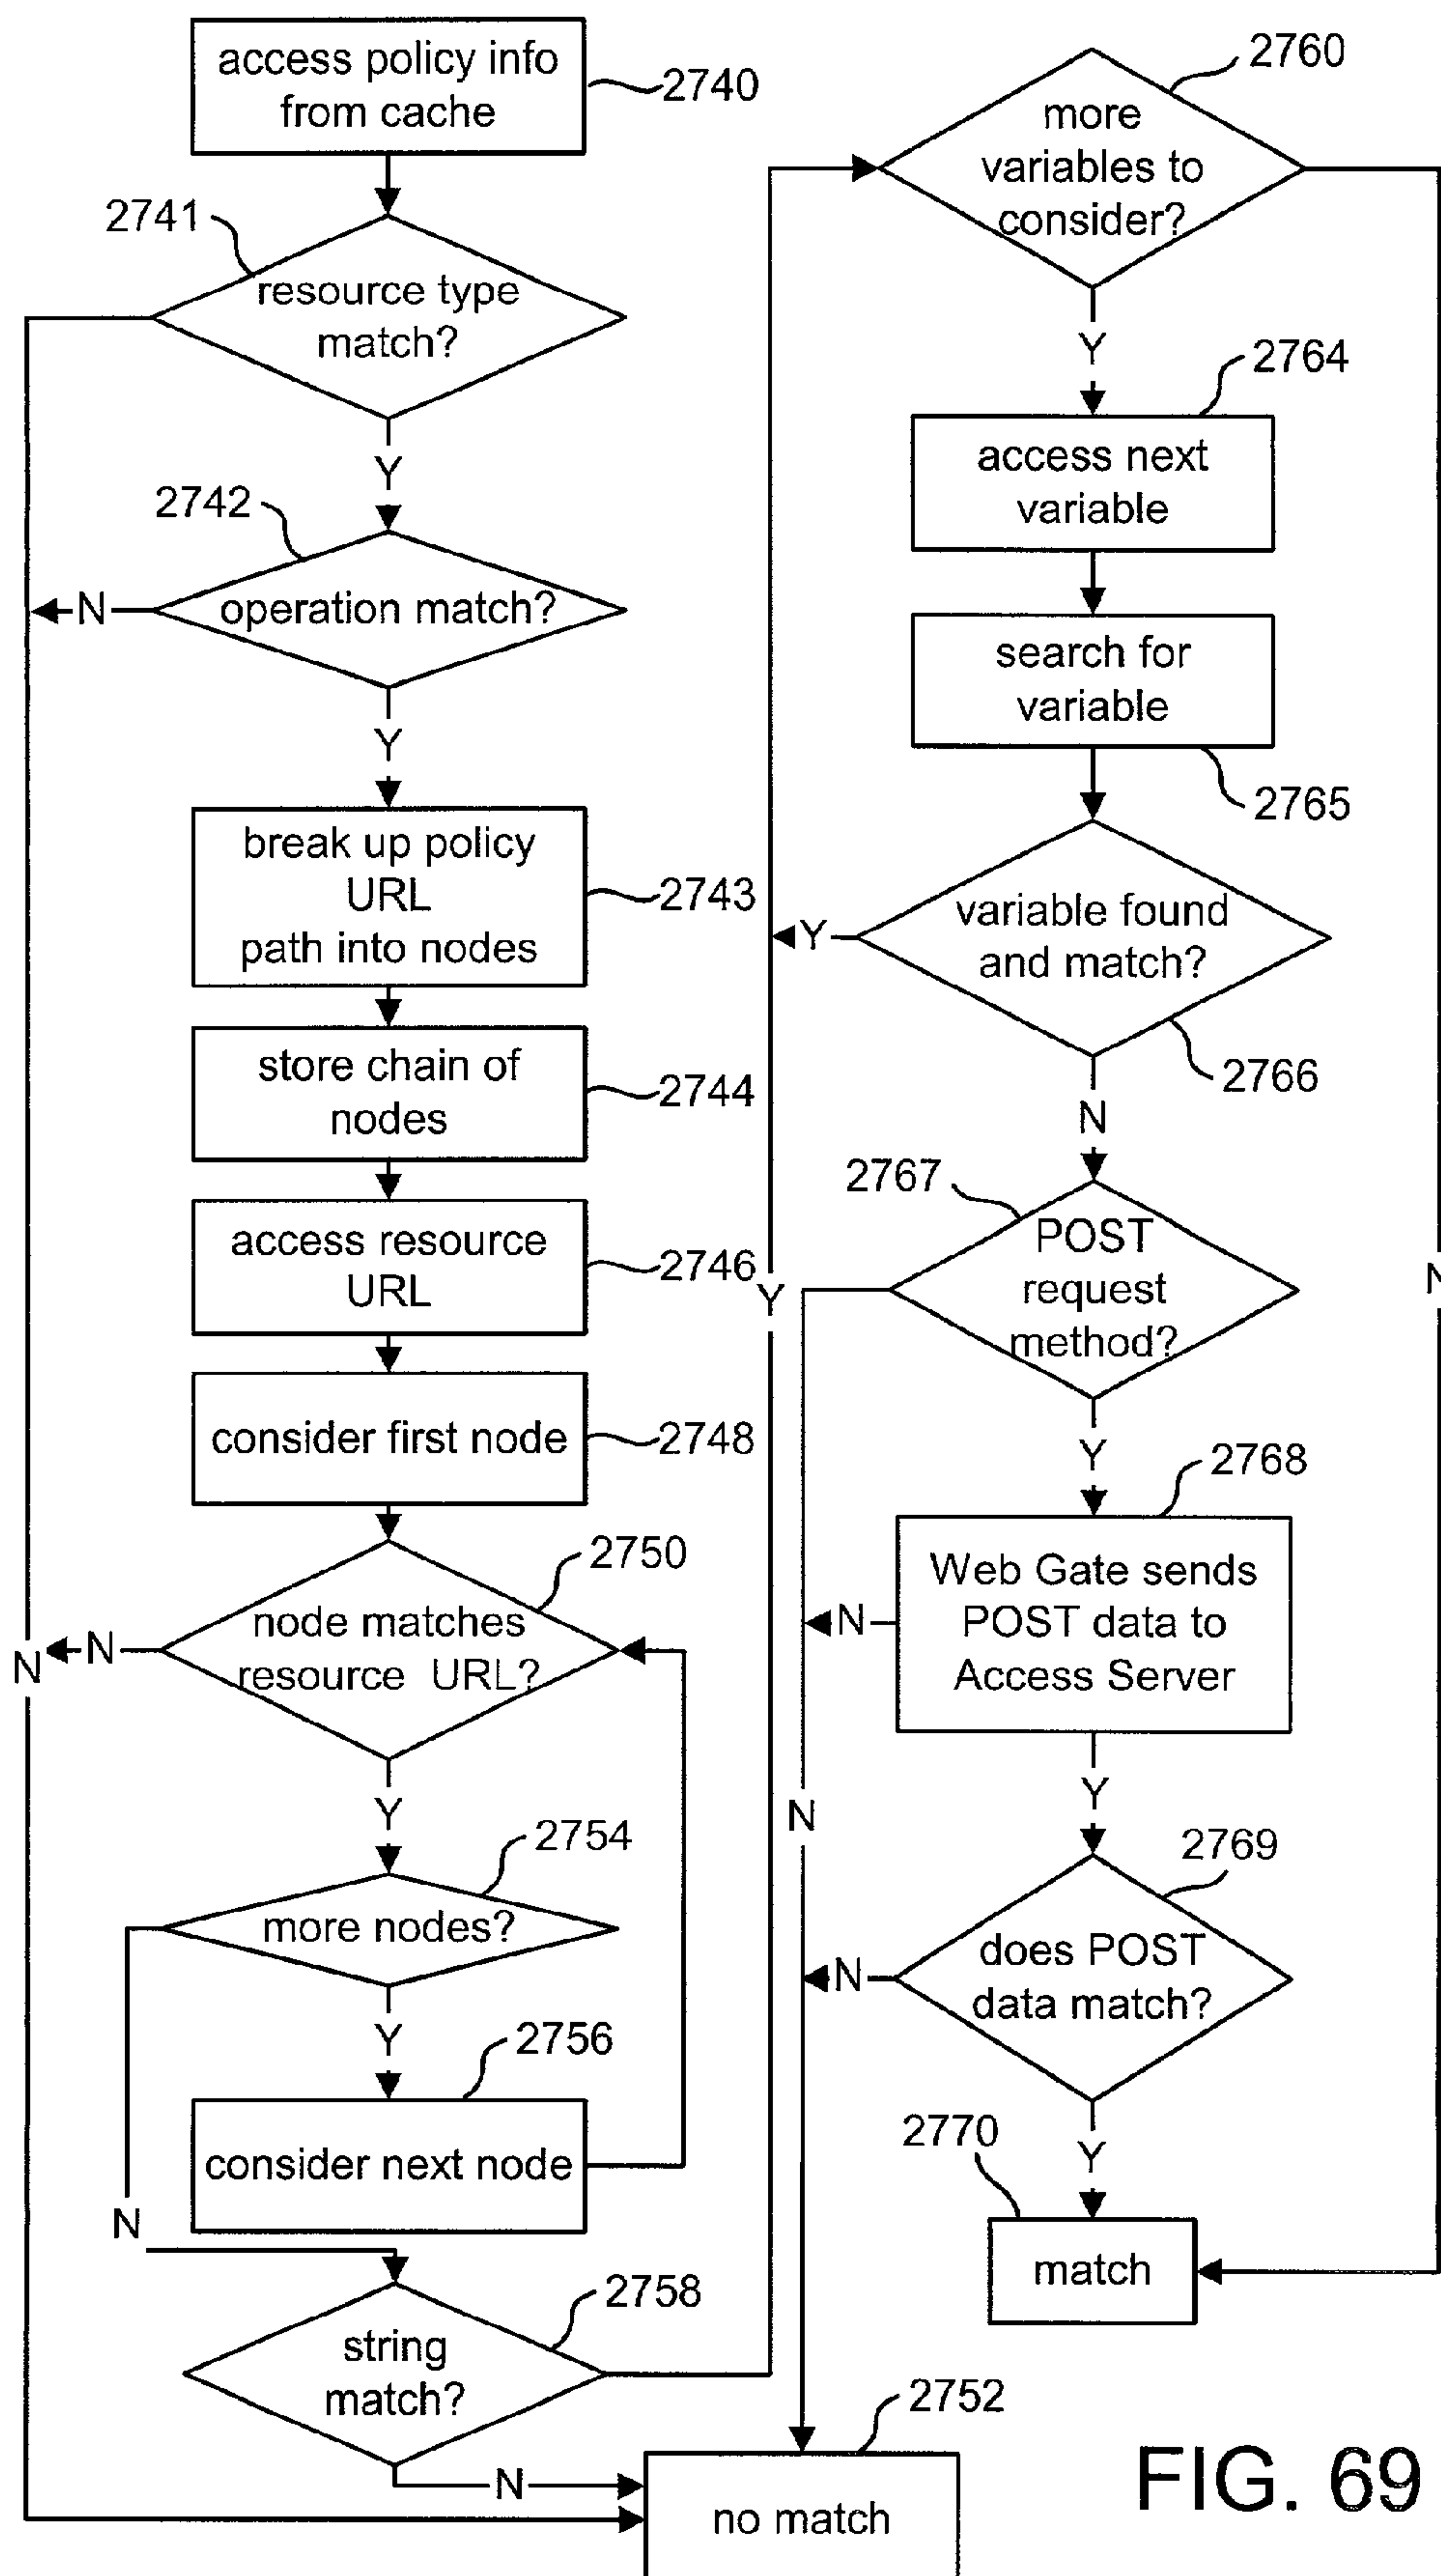 access policy info
from cache
2740
2741
resource type
match?
Y
2742
operation match?
N
Y
break up policy
URL
path into nodes
2743
store chain of
nodes
2744
access resource
URL
2746
consider first node
2748
2750
node matches
resource URL?
N
N
Y
2754
more nodes?
Y
2756
consider next node
N
2758
string
match?
N
Y
2760
more
variables to
consider?
Y
N
2764
access next
variable
search for
variable
2765
variable found
and match?
Y
2766
N
2767
POST
request
method?
Y
N
2768
Web Gate sends
POST data to
Access Server
N
Y
2769
does POST
data match?
N
Y
2770
match
2752
no match
FIG. 69